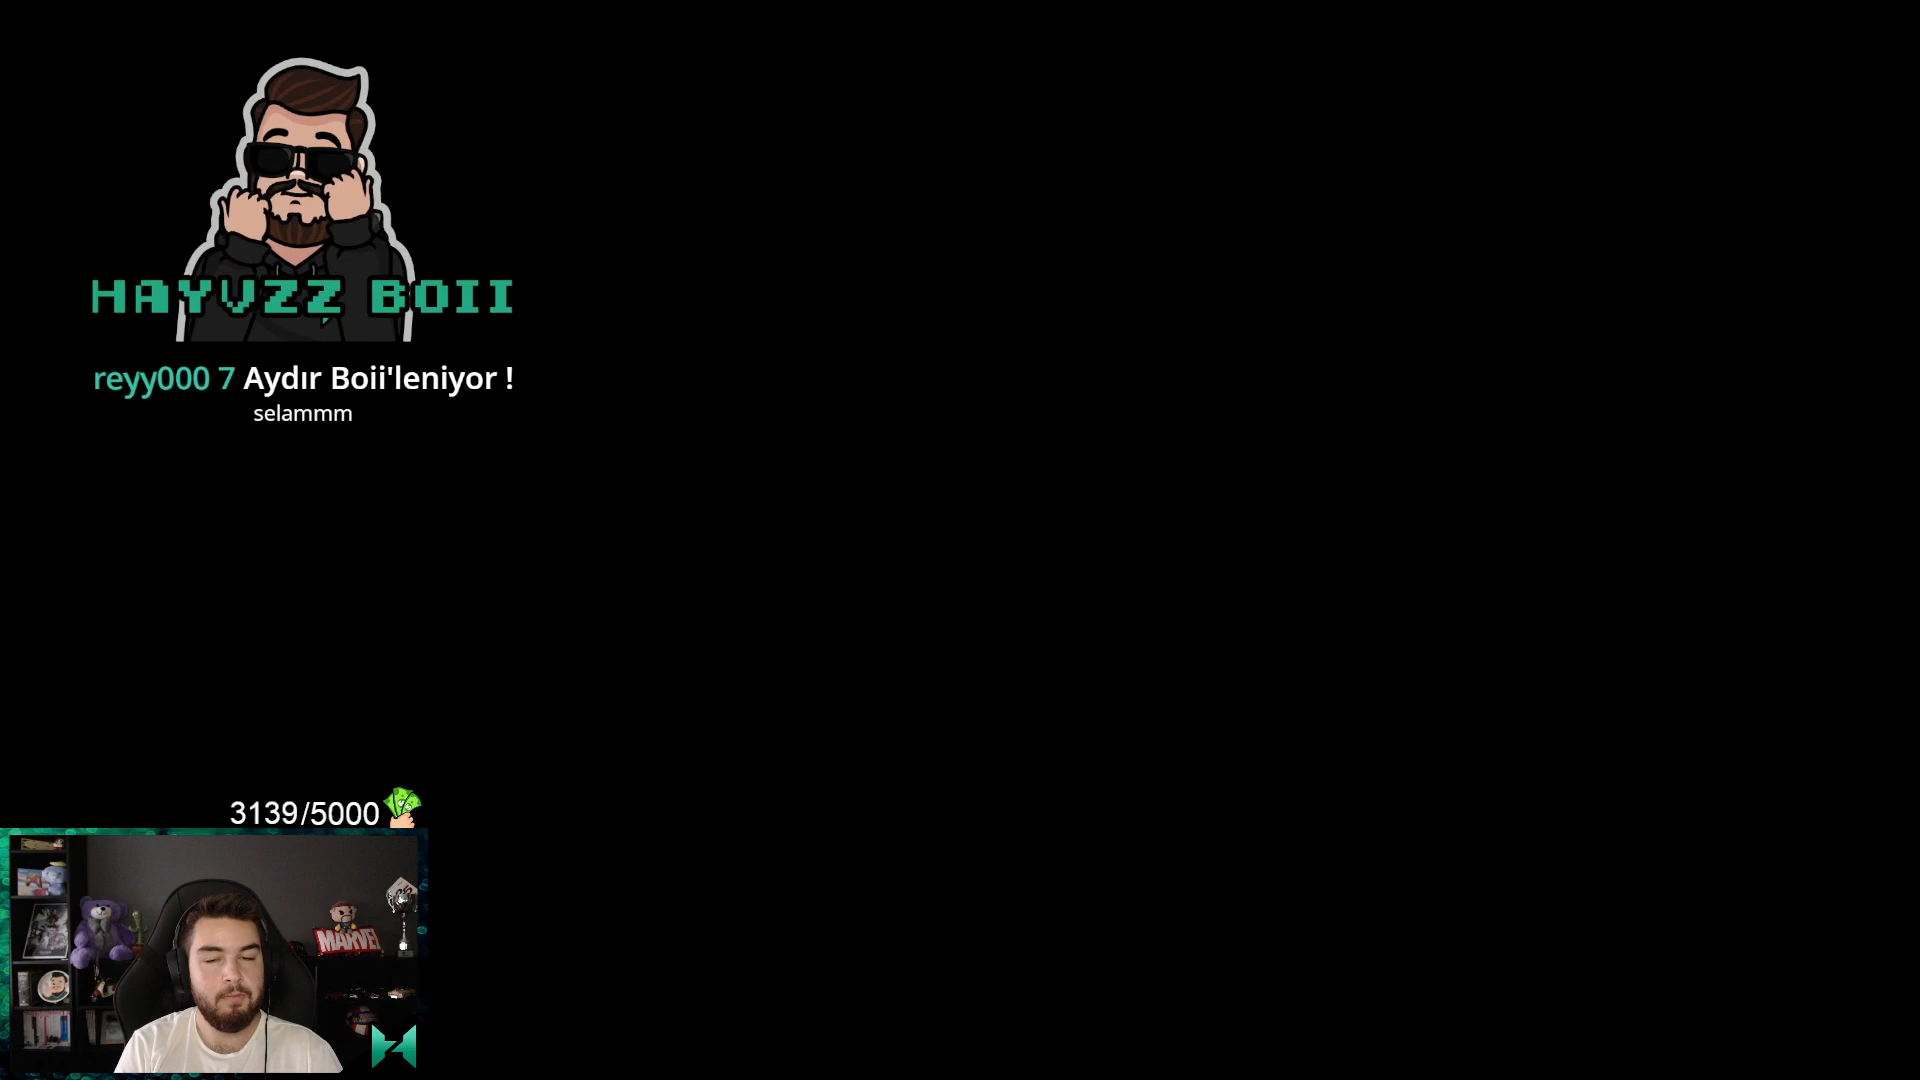 HAYVZZ BOII
reyy000 7 Aydır Boii'leniyor !
selammm
3139/5000
MARVEL